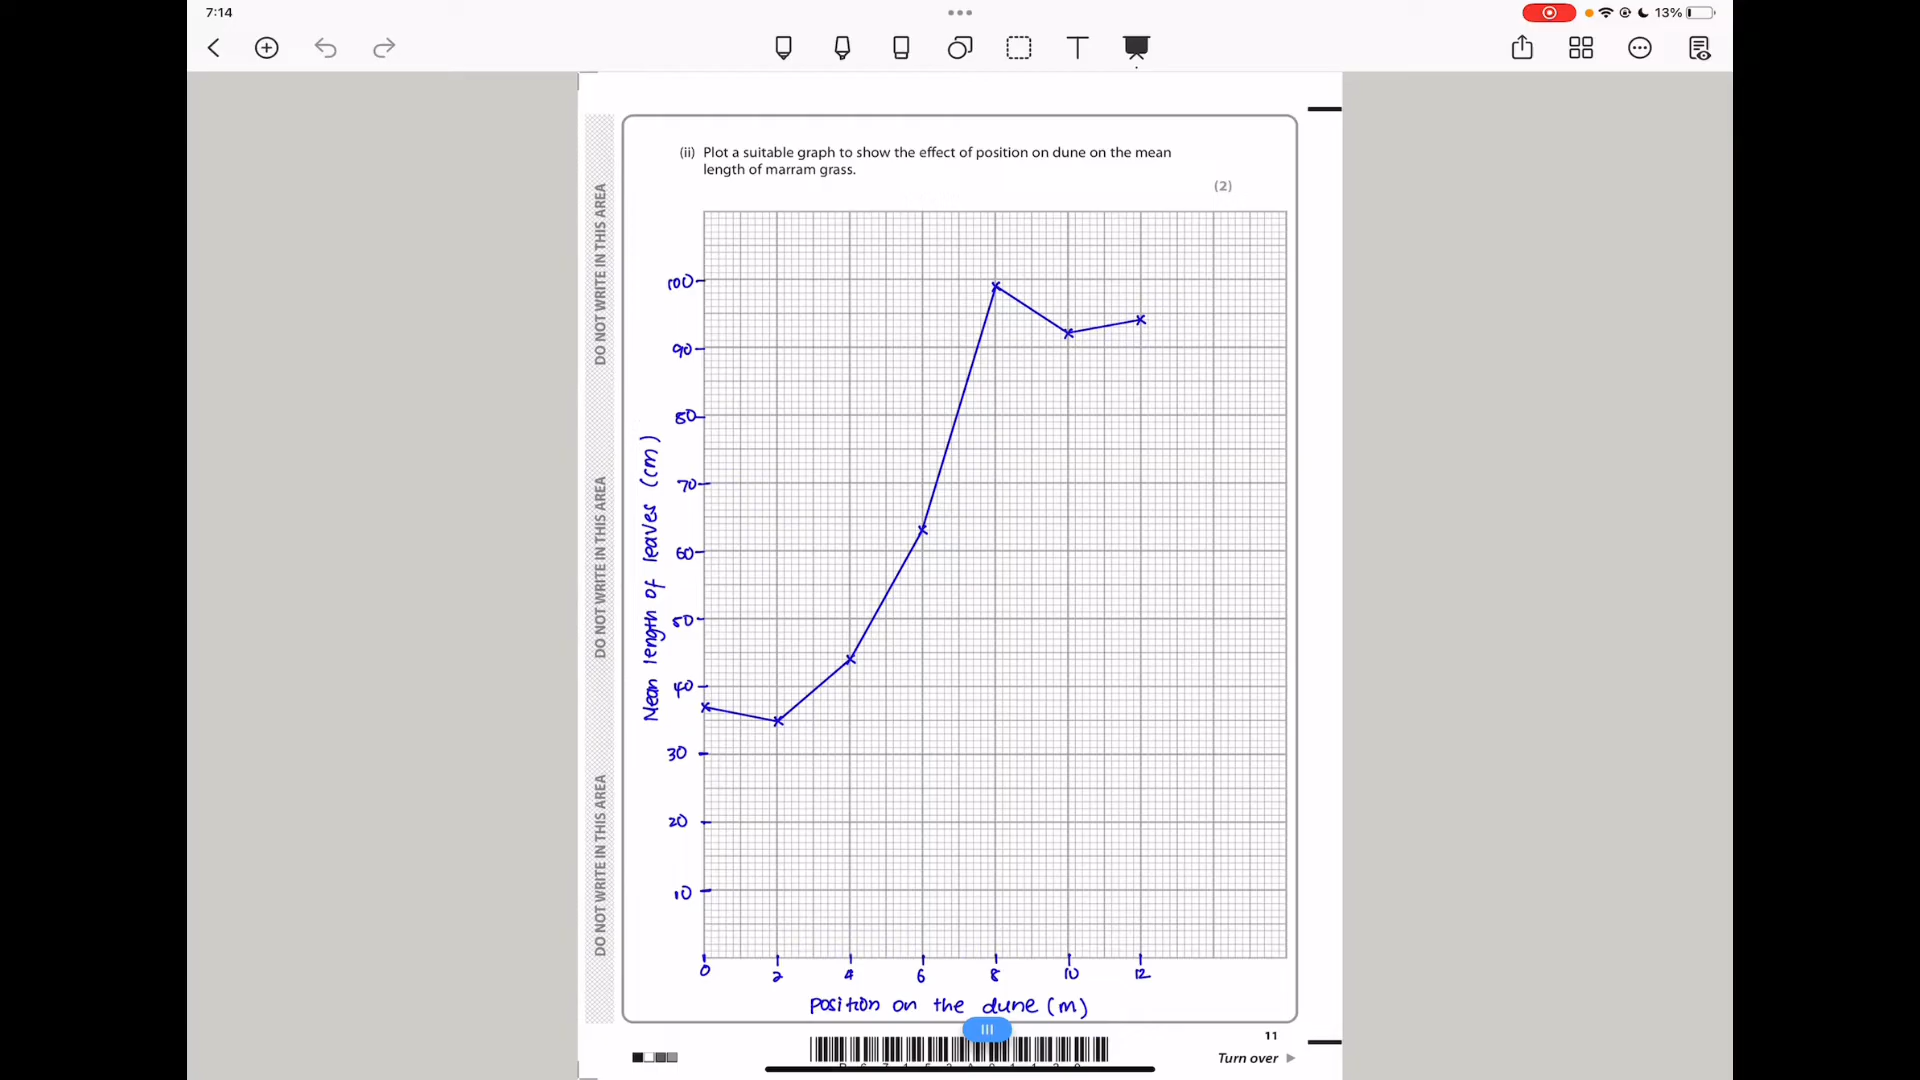 7:14
13%
(ii) Plot a suitable graph to show the effect of position on dune on the mean
length of marram grass.
(2)
DO NOT WRITE IN THIS AREA
DO NOT WRITE IN THIS AREA
DO NOT WRITE IN THIS AREA
Mean length of leaves (cm)
100
90
80
70
60
50
40
30
20
10
0 2 4 6 8 10 12
Position on the dune (m)
11
Turn over